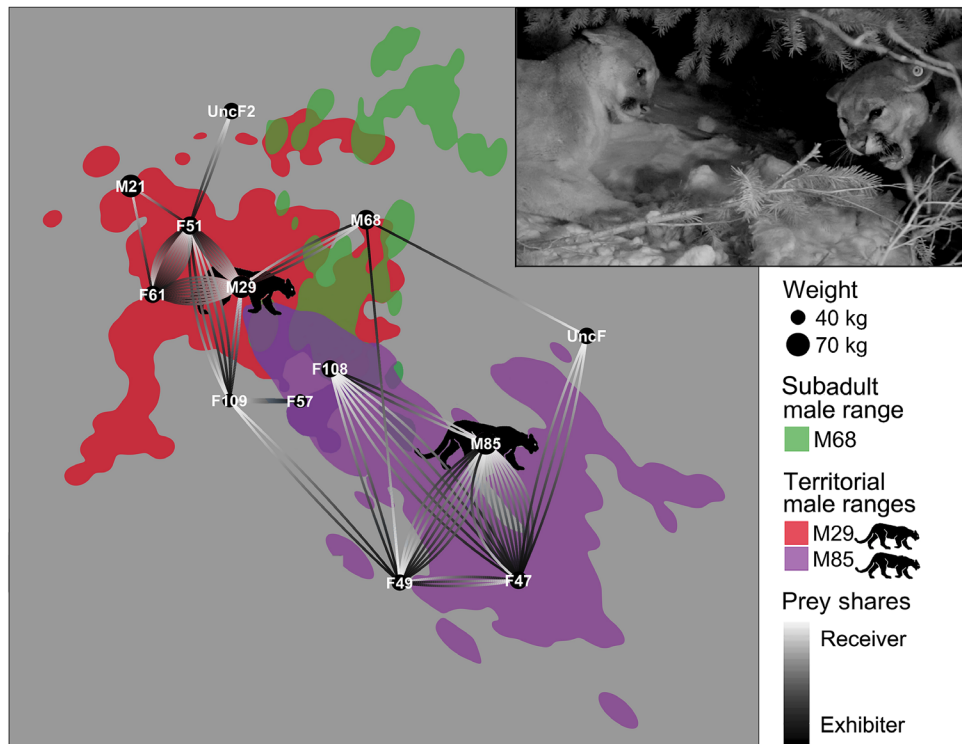 UncF2
M21
F51
M68
F61
M29
UncF
F108
F109
F57
M85
F49
F47
Weight
40 kg
70 kg
Subadult
male range
M68
Territorial
male ranges
M29
M85
Prey shares
Receiver
Exhibiter